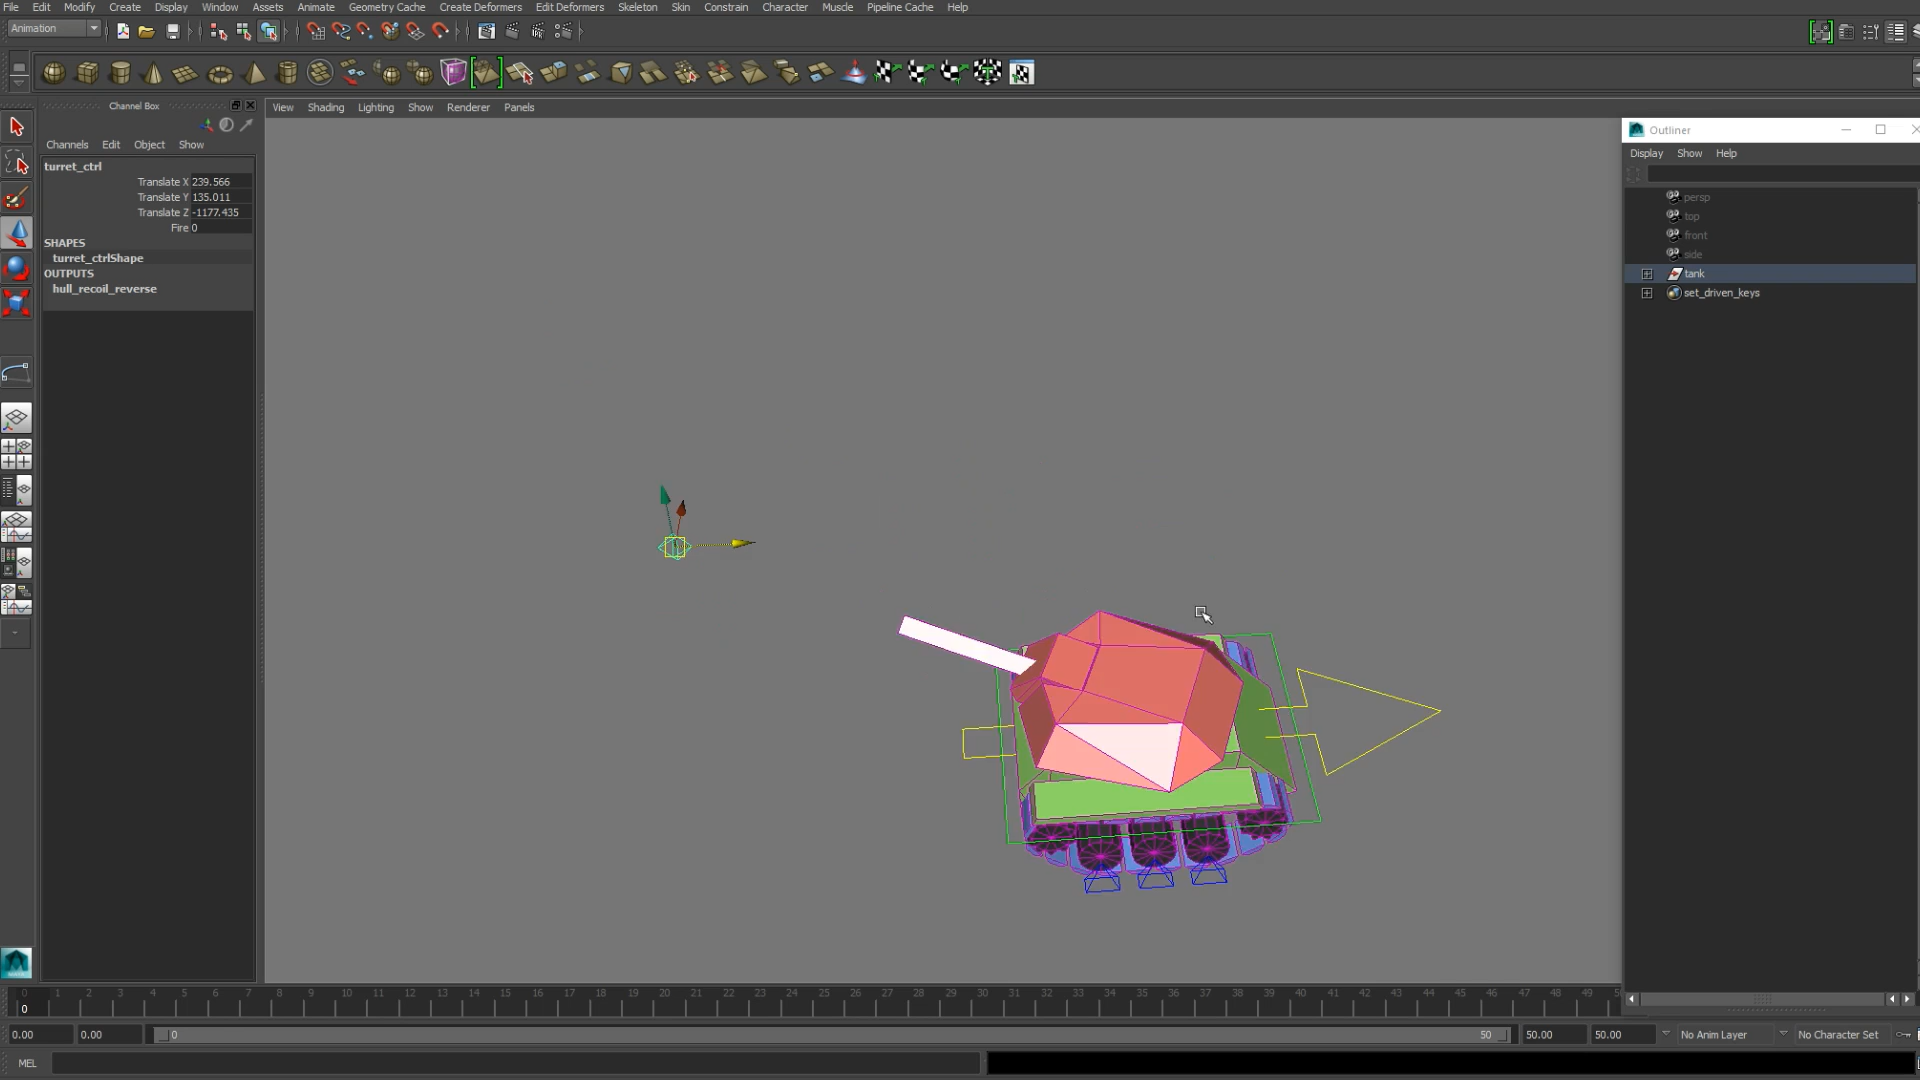 File Edit Modify Create Display Window Assets Animate Geometry Cache Create Deformers Edit Deformers Skeleton Skin Constrain Character Muscle Pipeline Cache Help
Animation
Channel Box
View Shading Lighting Show Renderer Panels
Outliner
Channels Edit Object Show
Display Show Help
turret_ctrl
Translate X 239.566
Translate Y 135.011
Translate Z -1177.435
Fire 0
SHAPES
turret_ctrlShape
OUTPUTS
hull_recoil_reverse
persp
top
front
side
tank
set_driven_keys
0 1 2 3 4 5 6 7 8 9 10 11 12 13 14 15 16 17 18 19 20 21 22 23 24 25 26 27 28 29 30 31 32 33 34 35 36 37 38 39 40 41 42 43 44 45 46 47 48 49
0
0.00 0.00 0 50 50.00 50.00 No Anim Layer No Character Set
MEL